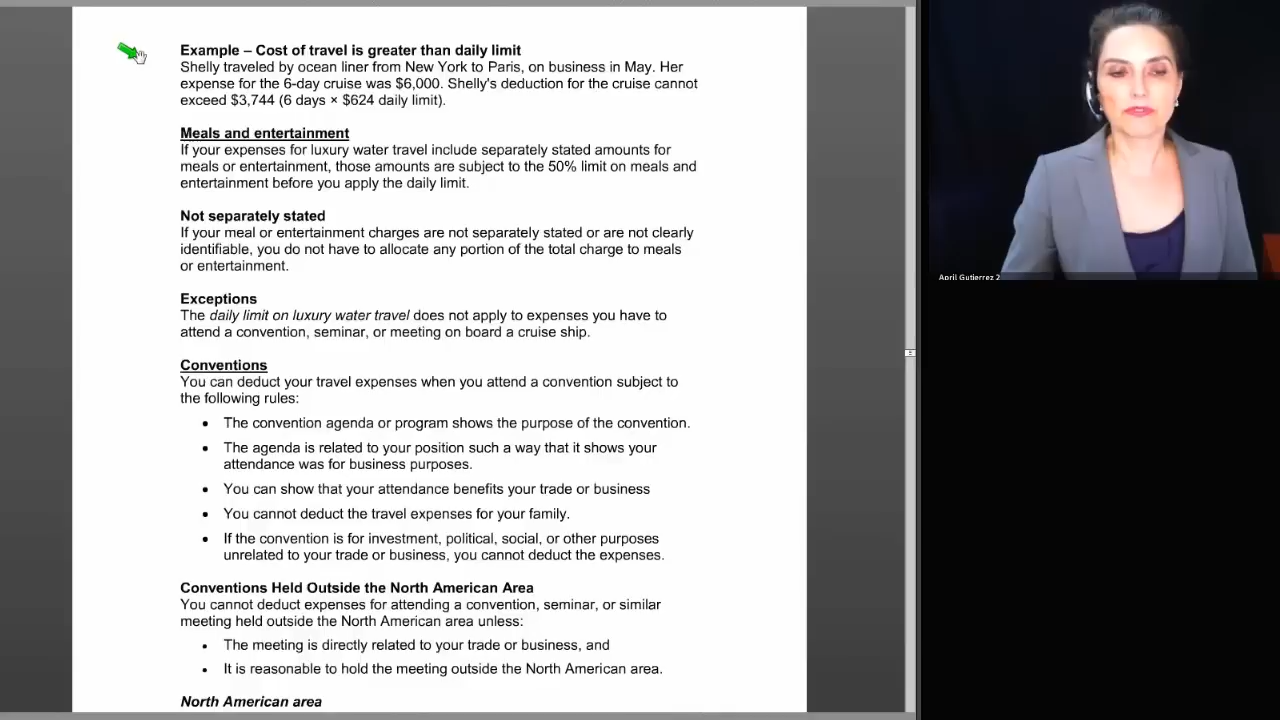 Example – Cost of travel is greater than daily limit
Shelly traveled by ocean liner from New York to Paris, on business in May. Her
expense for the 6-day cruise was $6,000. Shelly's deduction for the cruise cannot
exceed $3,744 (6 days × $624 daily limit).
Meals and entertainment
If your expenses for luxury water travel include separately stated amounts for
meals or entertainment, those amounts are subject to the 50% limit on meals and
entertainment before you apply the daily limit.
Not separately stated
If your meal or entertainment charges are not separately stated or are not clearly
identifiable, you do not have to allocate any portion of the total charge to meals
or entertainment.
Exceptions
The daily limit on luxury water travel does not apply to expenses you have to
attend a convention, seminar, or meeting on board a cruise ship.
Conventions
You can deduct your travel expenses when you attend a convention subject to
the following rules:
• The convention agenda or program shows the purpose of the convention.
• The agenda is related to your position such a way that it shows your
attendance was for business purposes.
• You can show that your attendance benefits your trade or business
• You cannot deduct the travel expenses for your family.
• If the convention is for investment, political, social, or other purposes
unrelated to your trade or business, you cannot deduct the expenses.
Conventions Held Outside the North American Area
You cannot deduct expenses for attending a convention, seminar, or similar
meeting held outside the North American area unless:
• The meeting is directly related to your trade or business, and
• It is reasonable to hold the meeting outside the North American area.
North American area
April Gutierrez 2